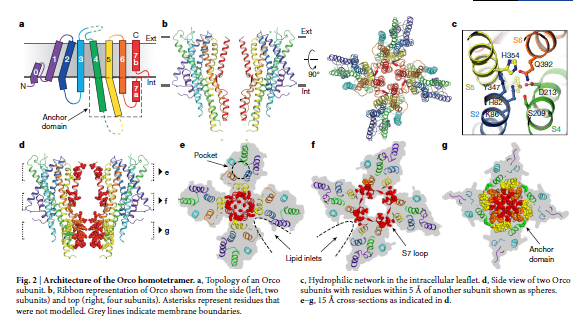 a
C
Ext
0
1
2
3
4
5
6
7
b
7
a
N
Int
Anchor
domain
b
Ext
90°
Int
c
S6
H354
Q392
S5
Y347
D213
H82
S2
K86
S209
S4
d
e
f
g
e
Pocket
Lipid inlets
f
S7 loop
g
Anchor
domain
Fig. 2 | Architecture of the Orco homotetramer. a, Topology of an Orco
subunit. b, Ribbon representation of Orco shown from the side (left, two
subunits) and top (right, four subunits). Asterisks represent residues that
were not modelled. Grey lines indicate membrane boundaries.
c, Hydrophilic network in the intracellular leaflet. d, Side view of two Orco
subunits with residues within 5 Å of another subunit shown as spheres.
e–g, 15 Å cross-sections as indicated in d.